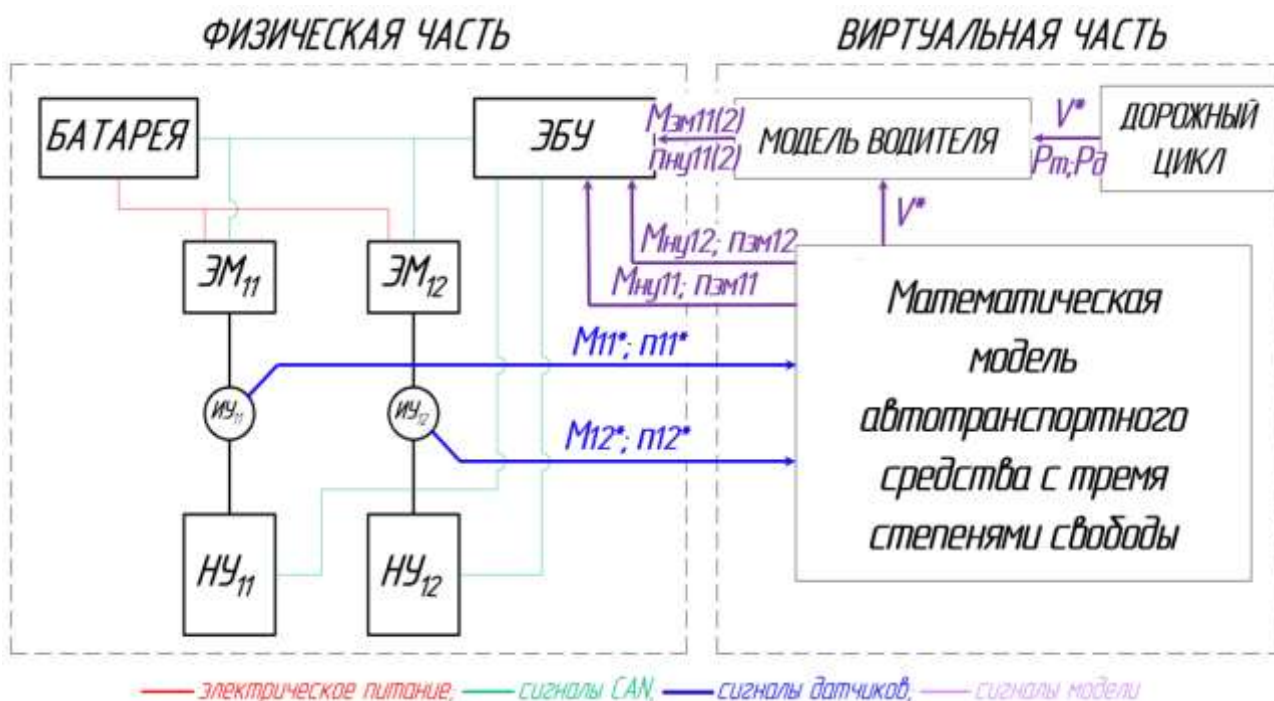 ФИЗИЧЕСКАЯ ЧАСТЬ
ВИРТУАЛЬНАЯ ЧАСТЬ
БАТАРЕЯ
ЭБУ
Mэм11(2)
nну11(2)
МОДЕЛЬ ВОДИТЕЛЯ
V*
Pт;Pд
ДОРОЖНЫЙ
ЦИКЛ
V*
ЭМ11
ЭМ12
Mну12; nэм12
Mну11; nэм11
Математическая
модель
автотранспортного
средства с тремя
степенями свободы
M11*; n11*
ИУ11
ИУ12
M12*; n12*
НУ11
НУ12
электрическое питание;
сигналы CAN;
сигналы датчиков;
сигналы модели